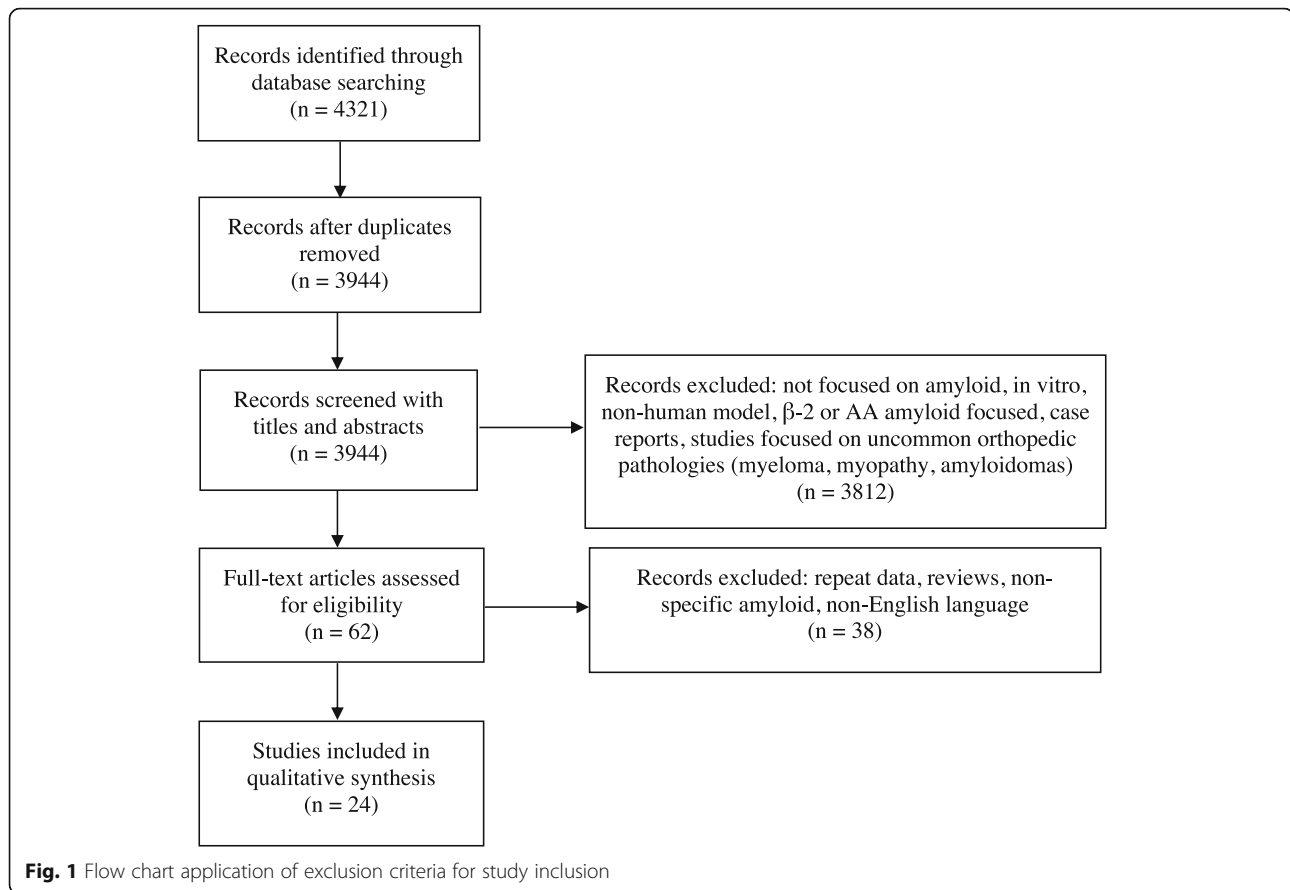 Records identified through
database searching
(n = 4321)
Records after duplicates
removed
(n = 3944)
Records screened with
titles and abstracts
(n = 3944)
Records excluded: not focused on amyloid, in vitro,
non-human model, β-2 or AA amyloid focused, case
reports, studies focused on uncommon orthopedic
pathologies (myeloma, myopathy, amyloidomas)
(n = 3812)
Full-text articles assessed
for eligibility
(n = 62)
Records excluded: repeat data, reviews, non-
specific amyloid, non-English language
(n = 38)
Studies included in
qualitative synthesis
(n = 24)
Fig. 1 Flow chart application of exclusion criteria for study inclusion